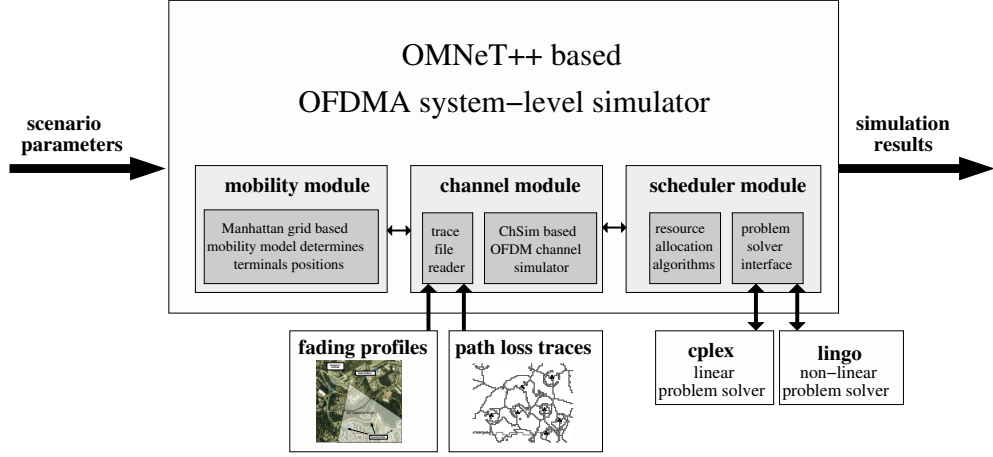 OMNeT++ based
OFDMA system−level simulator
scenario
parameters
simulation
results
mobility module
Manhattan grid based
mobility model determines
terminals positions
channel module
trace
file
reader
ChSim based
OFDM channel
simulator
scheduler module
resource
allocation
algorithms
problem
solver
interface
fading profiles
path loss traces
cplex
linear
problem solver
lingo
non−linear
problem solver